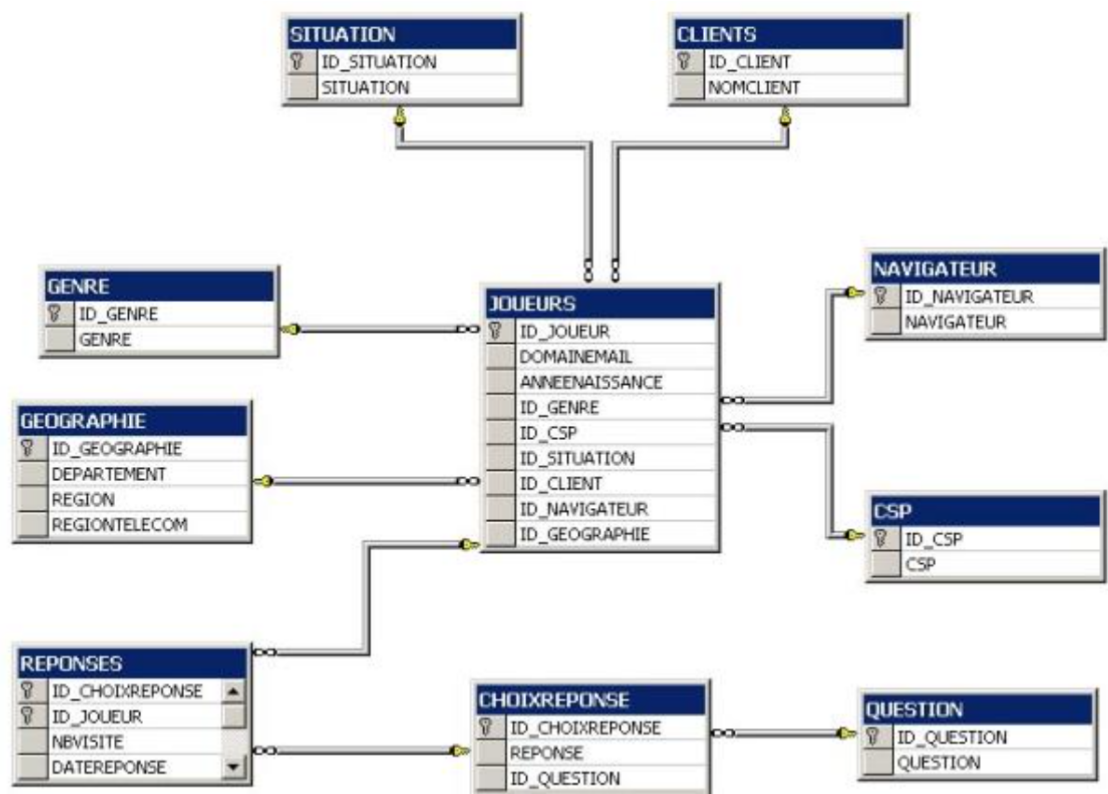 SITUATION
ID_SITUATION
SITUATION
CLIENTS
ID_CLIENT
NOMCLIENT
GENRE
ID_GENRE
GENRE
JOUEURS
ID_JOUEUR
DOMAINEMAIL
ANNEENAISSANCE
ID_GENRE
ID_CSP
ID_SITUATION
ID_CLIENT
ID_NAVIGATEUR
ID_GEOGRAPHIE
NAVIGATEUR
ID_NAVIGATEUR
NAVIGATEUR
GEOGRAPHIE
ID_GEOGRAPHIE
DEPARTEMENT
REGION
REGIONTELECOM
CSP
ID_CSP
CSP
REPONSES
ID_CHOIXREPONSE
ID_JOUEUR
NBVISITE
DATEREPONSE
CHOIXREPONSE
ID_CHOIXREPONSE
REPONSE
ID_QUESTION
QUESTION
ID_QUESTION
QUESTION